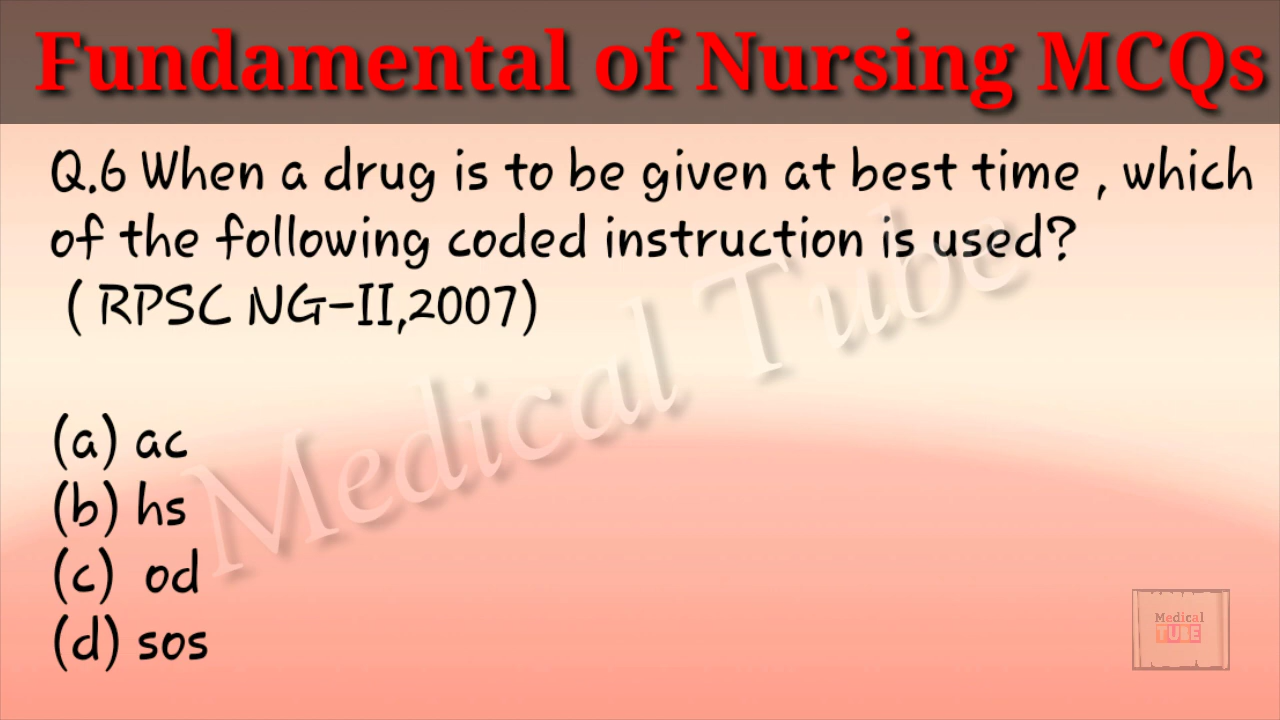 Fundamental of Nursing MCQs
Q.6 When a drug is to be given at best time , which
of the following coded instruction is used?
( RPSC NG-II,2007)
Medical Tube
(a) ac
(b) hs
(c) od
(d) sos
Medical
TUBE